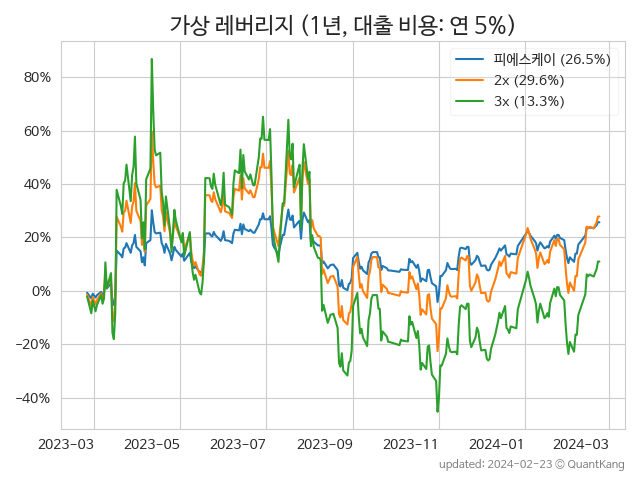 가상 레버리지 (1년, 대출 비용: 연 5%)
피에스케이 (26.5%)
2x (29.6%)
3x (13.3%)
80%
60%
40%
20%
0%
−20%
−40%
2023-03 2023-05 2023-07 2023-09 2023-11 2024-01 2024-03
updated: 2024-02-23 ⓒ QuantKang